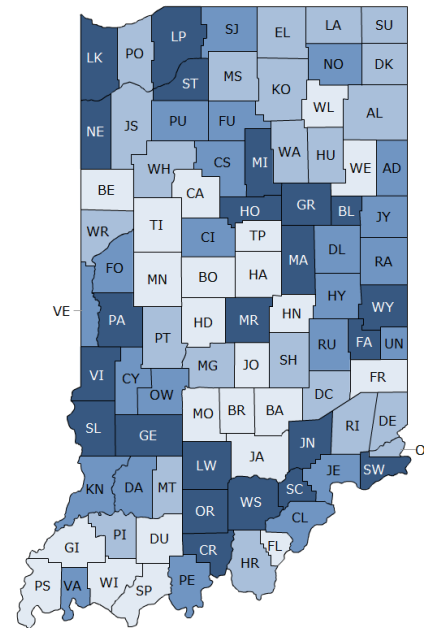 LK
PO
LP
SJ
EL
LA
SU
ST
MS
KO
NO
DK
WL
AL
NE
JS
PU
FU
WH
CS
MI
WA
HU
WE
AD
BE
CA
HO
GR
BL
JY
WR
TI
CI
TP
MA
DL
RA
FO
MN
BO
HA
HY
WY
VE
PA
PT
HD
MR
HN
RU
FA
UN
VI
CY
OW
MG
JO
SH
FR
DC
SL
GE
MO
BR
BA
JN
RI
DE
O
KN
DA
MT
LW
JA
JE
SW
SC
WS
OR
CL
GI
PI
DU
CR
HR
FL
PS
VA
WI
SP
PE